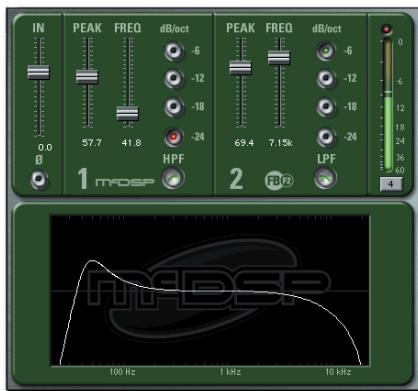 IN PEAK FREQ dB/oct PEAK FREQ dB/oct
-6 -6 0
-12 -12 6
-18 -18 12
24
-24 -24 36
0.0 57.7 41.8 69.4 7.15k 60
Ø HPF LPF
1 McDSP 2 FB F2 4
McDSP
100 Hz 1 kHz 10 kHz